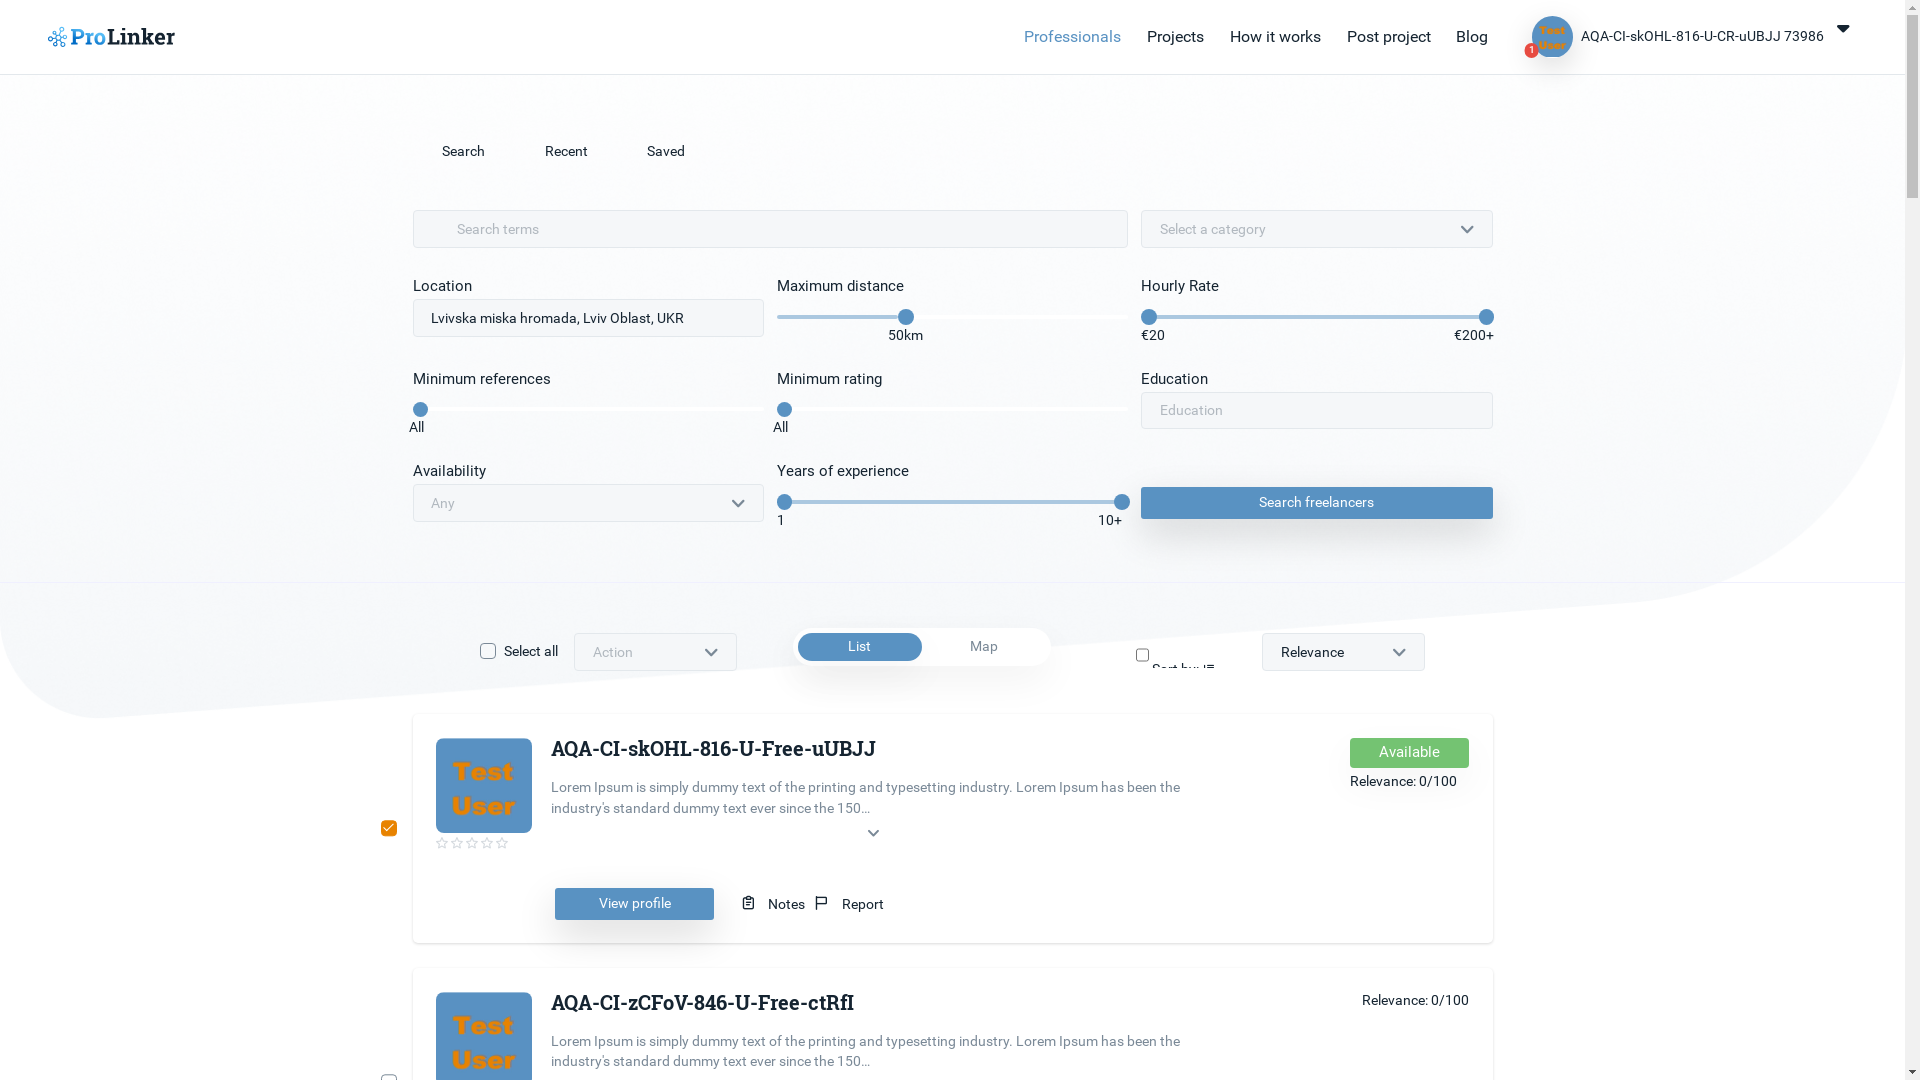 ProLinker
Professionals
Projects
How it works
Post project
Blog
Test
User
1
AQA-CI-skOHL-816-U-CR-uUBJJ 73986
Search
Recent
Saved
Search terms
Select a category
Location
Maximum distance
Hourly Rate
Lvivska miska hromada, Lviv Oblast, UKR
50km
€20
€200+
Minimum references
Minimum rating
Education
All
All
Education
Availability
Years of experience
Any
1
10+
Search freelancers
Select all
Action
List
Map
Sort by:
Relevance
Test
User
AQA-CI-skOHL-816-U-Free-uUBJJ
Lorem Ipsum is simply dummy text of the printing and typesetting industry. Lorem Ipsum has been the
industry's standard dummy text ever since the 150...
Available
Relevance: 0/100
View profile
Notes
Report
Test
User
AQA-CI-zCFoV-846-U-Free-ctRfI
Lorem Ipsum is simply dummy text of the printing and typesetting industry. Lorem Ipsum has been the
industry's standard dummy text ever since the 150...
Relevance: 0/100